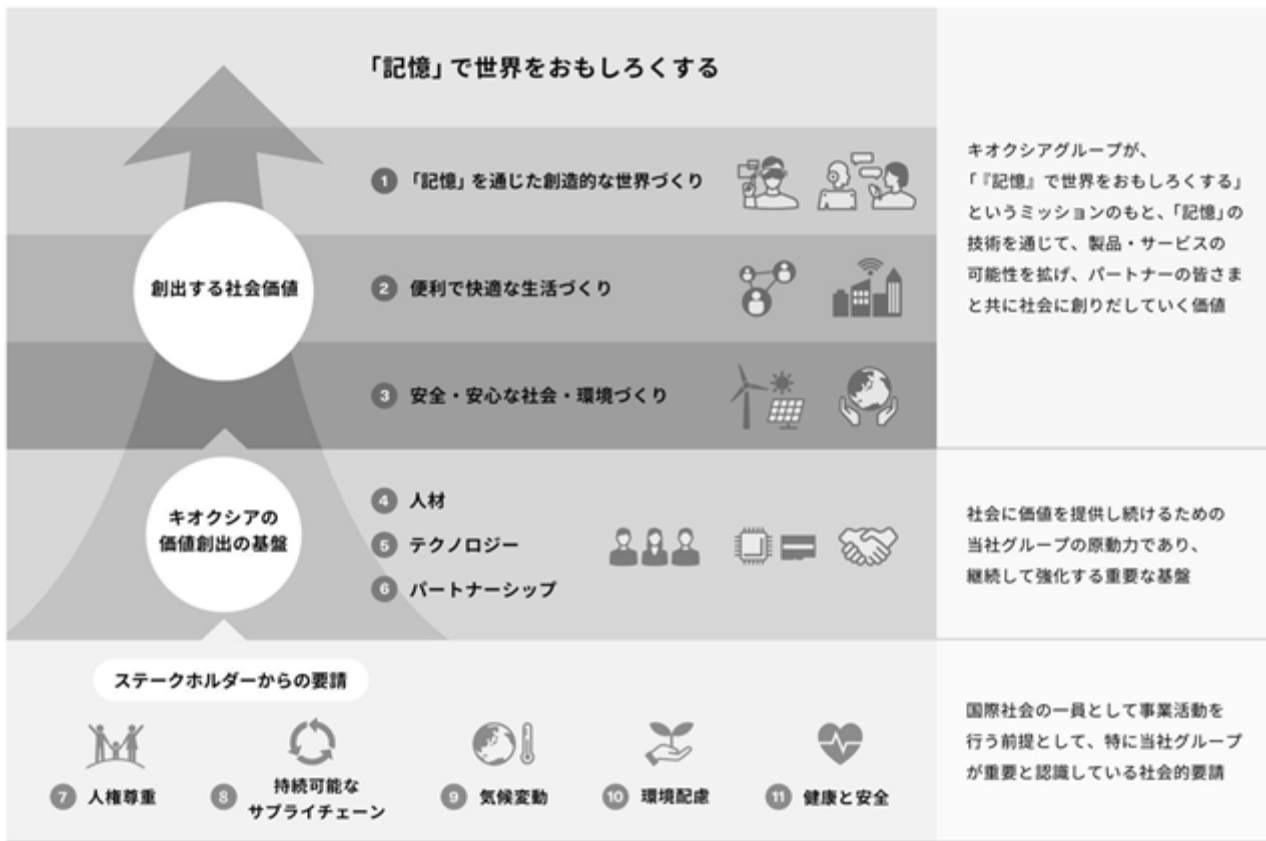 「記憶」で世界をおもしろくする
1 「記憶」を通じた創造的な世界づくり
2 便利で快適な生活づくり
3 安全・安心な社会・環境づくり
創出する社会価値
キオクシアグループが、
「『記憶』で世界をおもしろくする」
というミッションのもと、「記憶」の
技術を通じて、製品・サービスの
可能性を拡げ、パートナーの皆さま
と共に社会に創りだしていく価値
キオクシアの
価値創出の基盤
4 人材
5 テクノロジー
6 パートナーシップ
社会に価値を提供し続けるための
当社グループの原動力であり、
継続して強化する重要な基盤
ステークホルダーからの要請
7 人権尊重
8 持続可能な
サプライチェーン
9 気候変動
10 環境配慮
11 健康と安全
国際社会の一員として事業活動を
行う前提として、特に当社グループ
が重要と認識している社会的要請